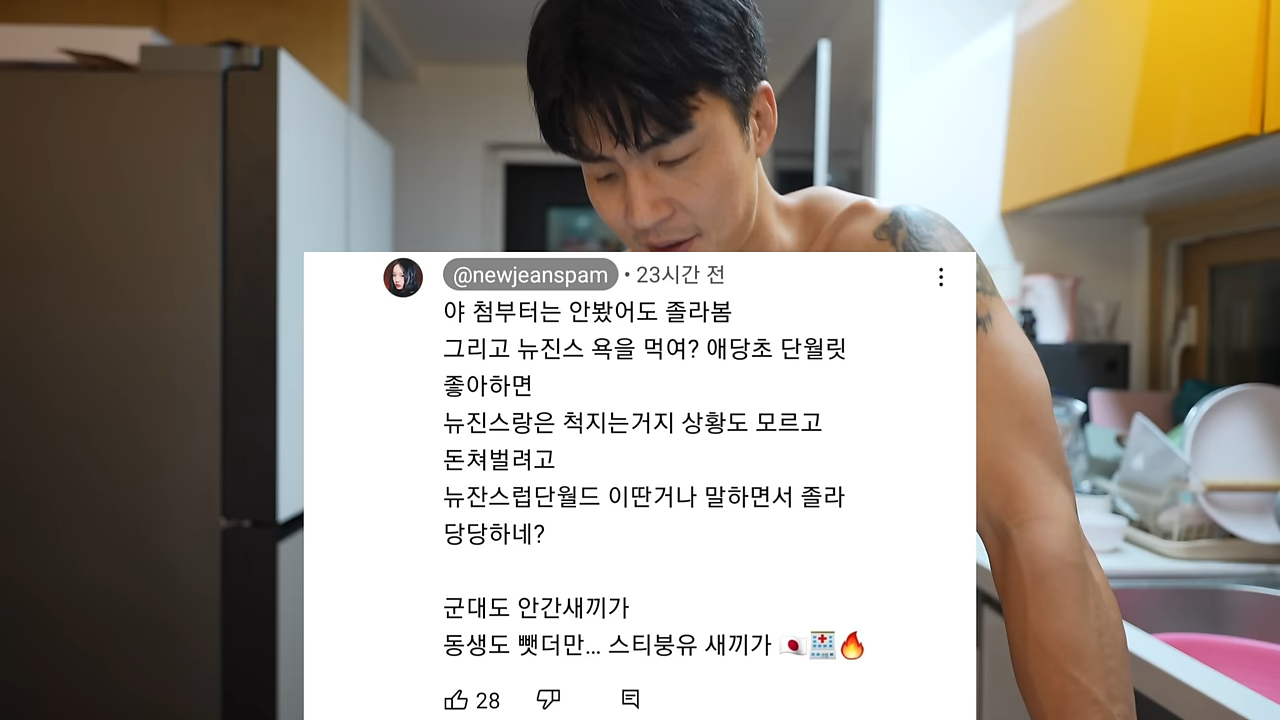 @newjeanspam • 23시간 전
야 첨부터는 안봤어도 졸라봄
그리고 뉴진스 욕을 먹여? 애당초 단월릿
좋아하면
뉴진스랑은 척지는거지 상황도 모르고
돈쳐벌려고
뉴잔스럽단월드 이딴거나 말하면서 졸라
당당하네?
군대도 안간새끼가
동생도 뺏더만... 스티붕유 새끼가 🇯🇵🏥🔥
28